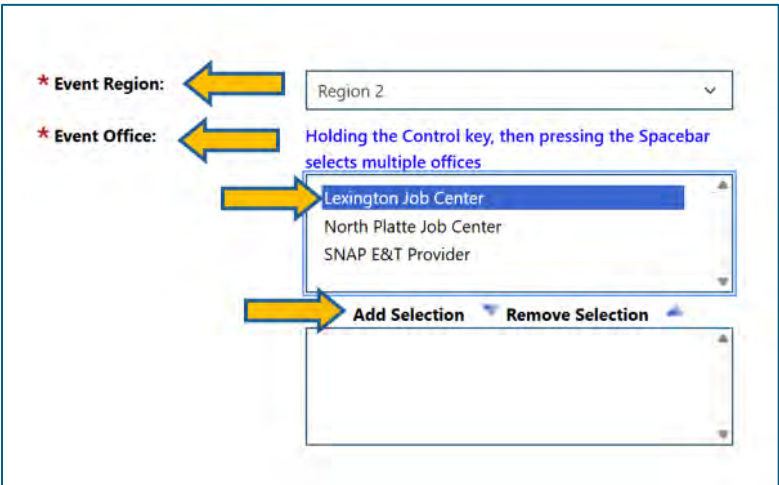 * Event Region:
Region 2
* Event Office:
Holding the Control key, then pressing the Spacebar
selects multiple offices
Lexington Job Center
North Platte Job Center
SNAP E&T Provider
Add Selection Remove Selection